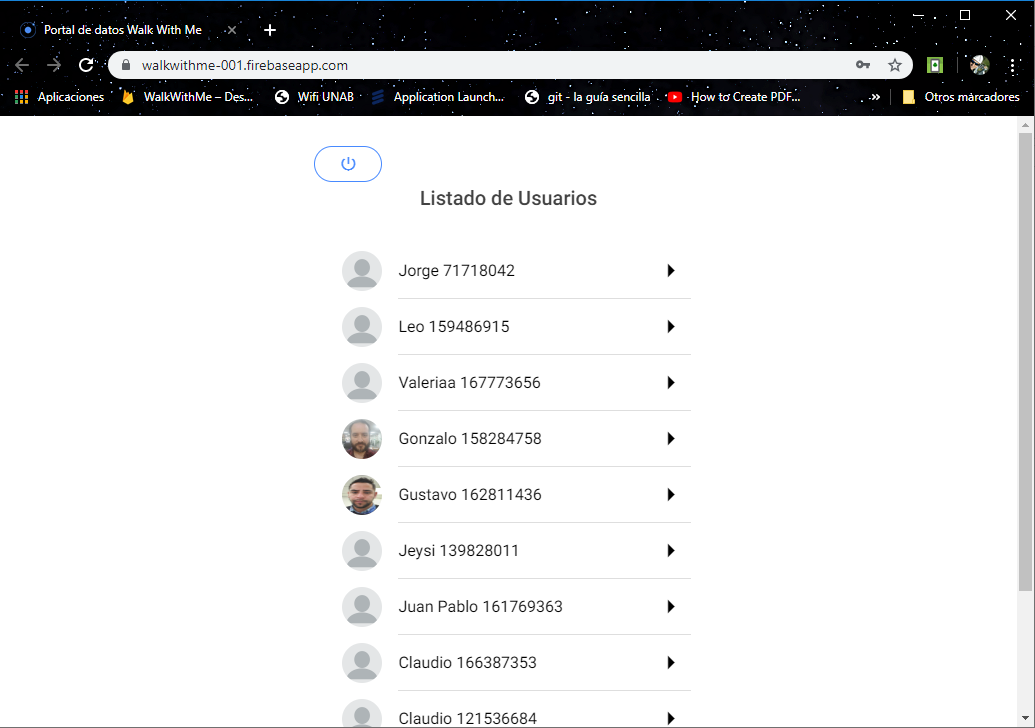 Portal de datos Walk With Me
walkwithme-001.firebaseapp.com
Aplicaciones WalkWithMe – Des... Wifi UNAB Application Launch... git - la guía sencilla How to Create PDF... » Otros marcadores
Listado de Usuarios
Jorge 71718042
Leo 159486915
Valeriaa 167773656
Gonzalo 158284758
Gustavo 162811436
Jeysi 139828011
Juan Pablo 161769363
Claudio 166387353
Claudio 121536684